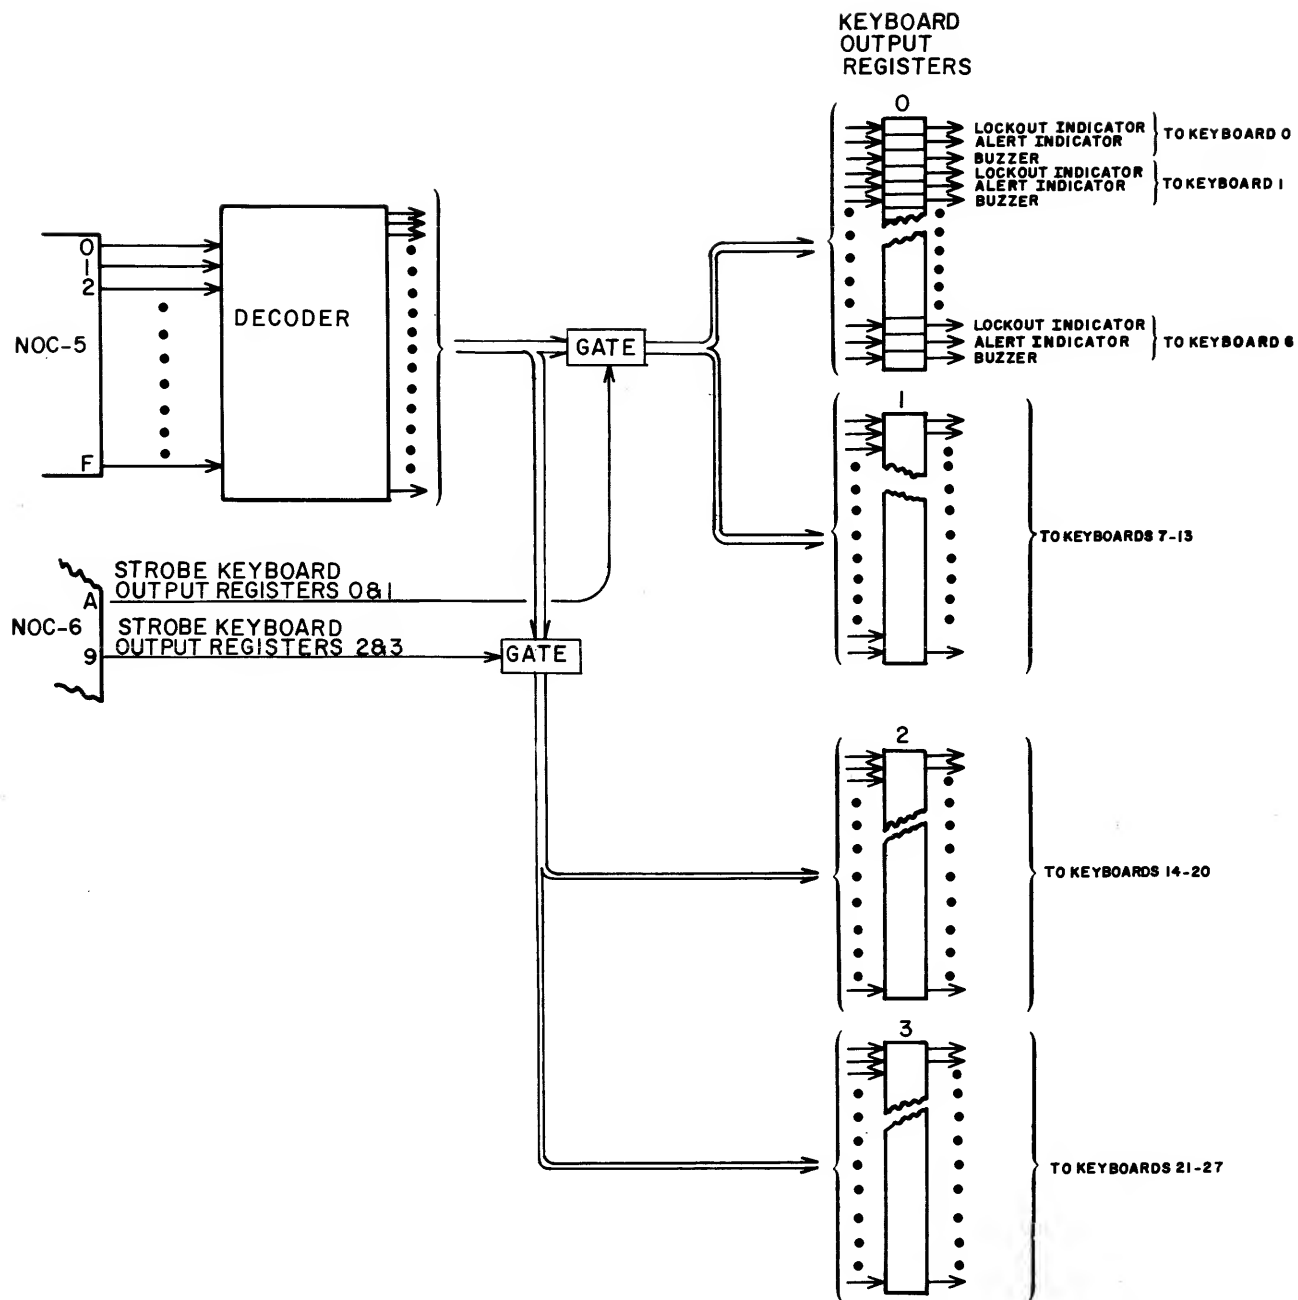 KEYBOARD
OUTPUT
REGISTERS
0
LOCKOUT INDICATOR
ALERT INDICATOR
BUZZER
TO KEYBOARD 0
LOCKOUT INDICATOR
ALERT INDICATOR
BUZZER
TO KEYBOARD 1
LOCKOUT INDICATOR
ALERT INDICATOR
BUZZER
TO KEYBOARD 6
0
1
2
NOC-5
F
DECODER
GATE
1
TO KEYBOARDS 7-13
STROBE KEYBOARD
OUTPUT REGISTERS 0&1
A
NOC-6
STROBE KEYBOARD
OUTPUT REGISTERS 2&3
9
GATE
2
TO KEYBOARDS 14-20
3
TO KEYBOARDS 21-27